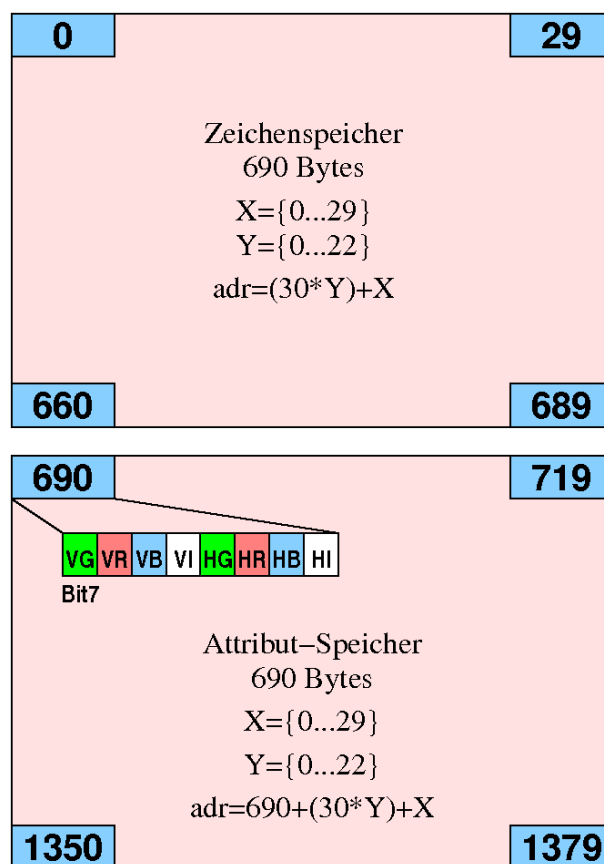 0 29
Zeichenspeicher
690 Bytes
X={0...29}
Y={0...22}
adr=(30*Y)+X
660 689
690 719
VG VR VB VI HG HR HB HI
Bit7
Attribut−Speicher
690 Bytes
X={0...29}
Y={0...22}
adr=690+(30*Y)+X
1350 1379